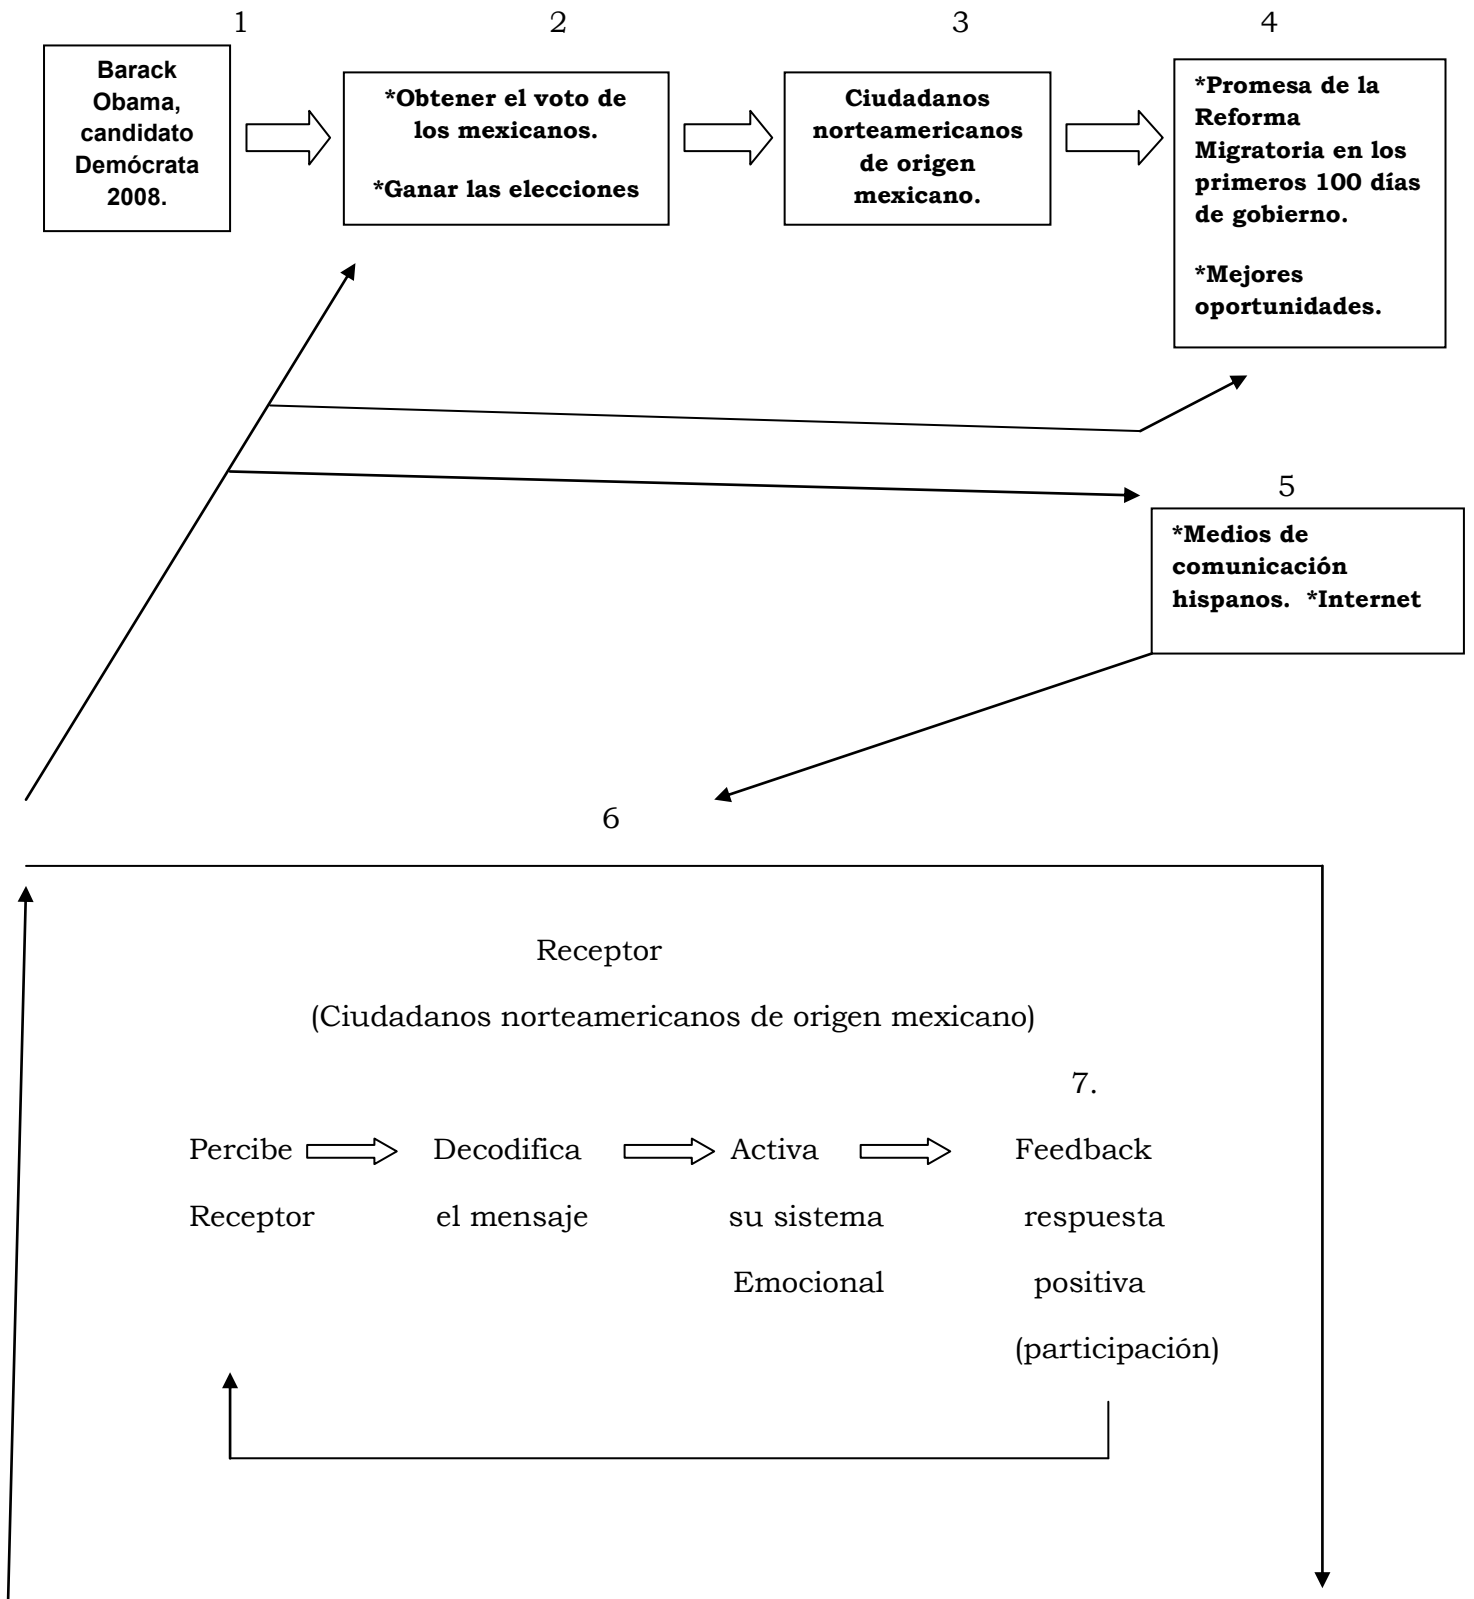 1
2
3
4
Barack
Obama,
candidato
Demócrata
2008.
*Obtener el voto de
los mexicanos.
*Ganar las elecciones
Ciudadanos
norteamericanos
de origen
mexicano.
*Promesa de la
Reforma
Migratoria en los
primeros 100 días
de gobierno.
*Mejores
oportunidades.
5
*Medios de
comunicación
hispanos. *Internet
6
Receptor
(Ciudadanos norteamericanos de origen mexicano)
7.
Percibe
Receptor
Decodifica
el mensaje
Activa
su sistema
Emocional
Feedback
respuesta
positiva
(participación)